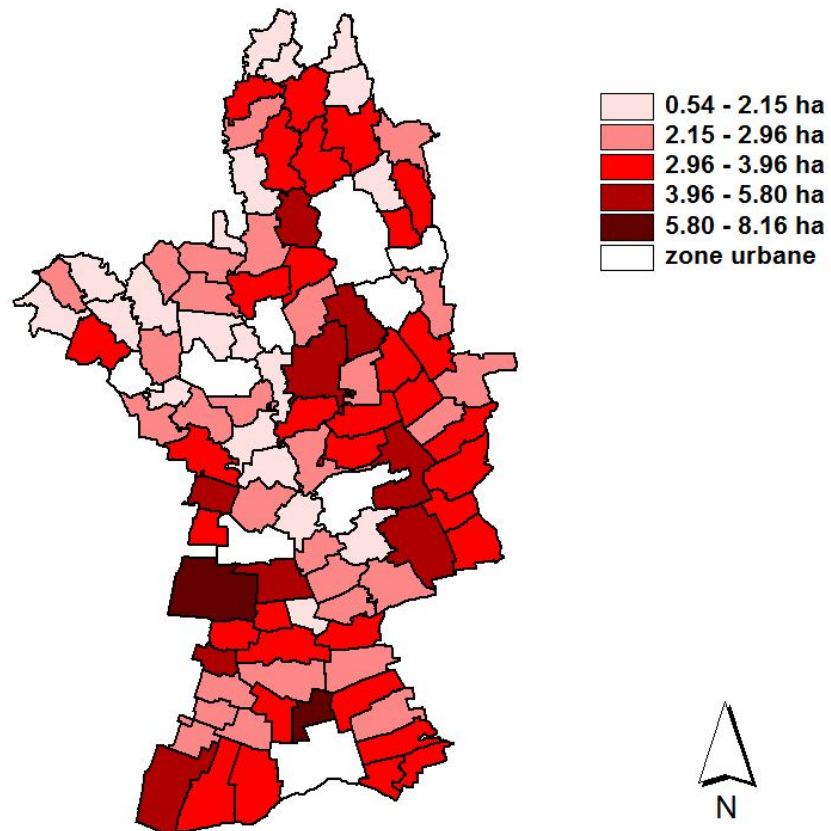 0.54 - 2.15 ha
2.15 - 2.96 ha
2.96 - 3.96 ha
3.96 - 5.80 ha
5.80 - 8.16 ha
zone urbane
N